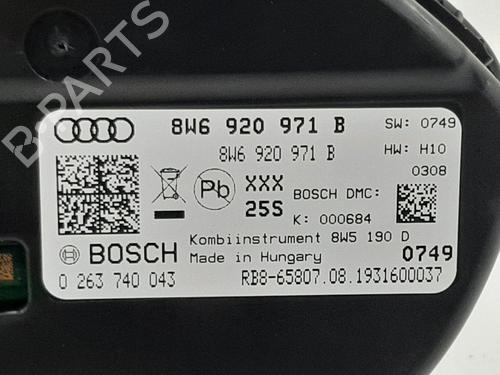 8W6 920 971 B SW: 0749
8W6 920 971 B HW: H10
0308
Pb XXX BOSCH DMC:
25S K: 000684
BOSCH Kombiinstrument 8W5 190 D
Made in Hungary 0749
0 263 740 043 RB8-65807.08.1931600037
B-PARTS